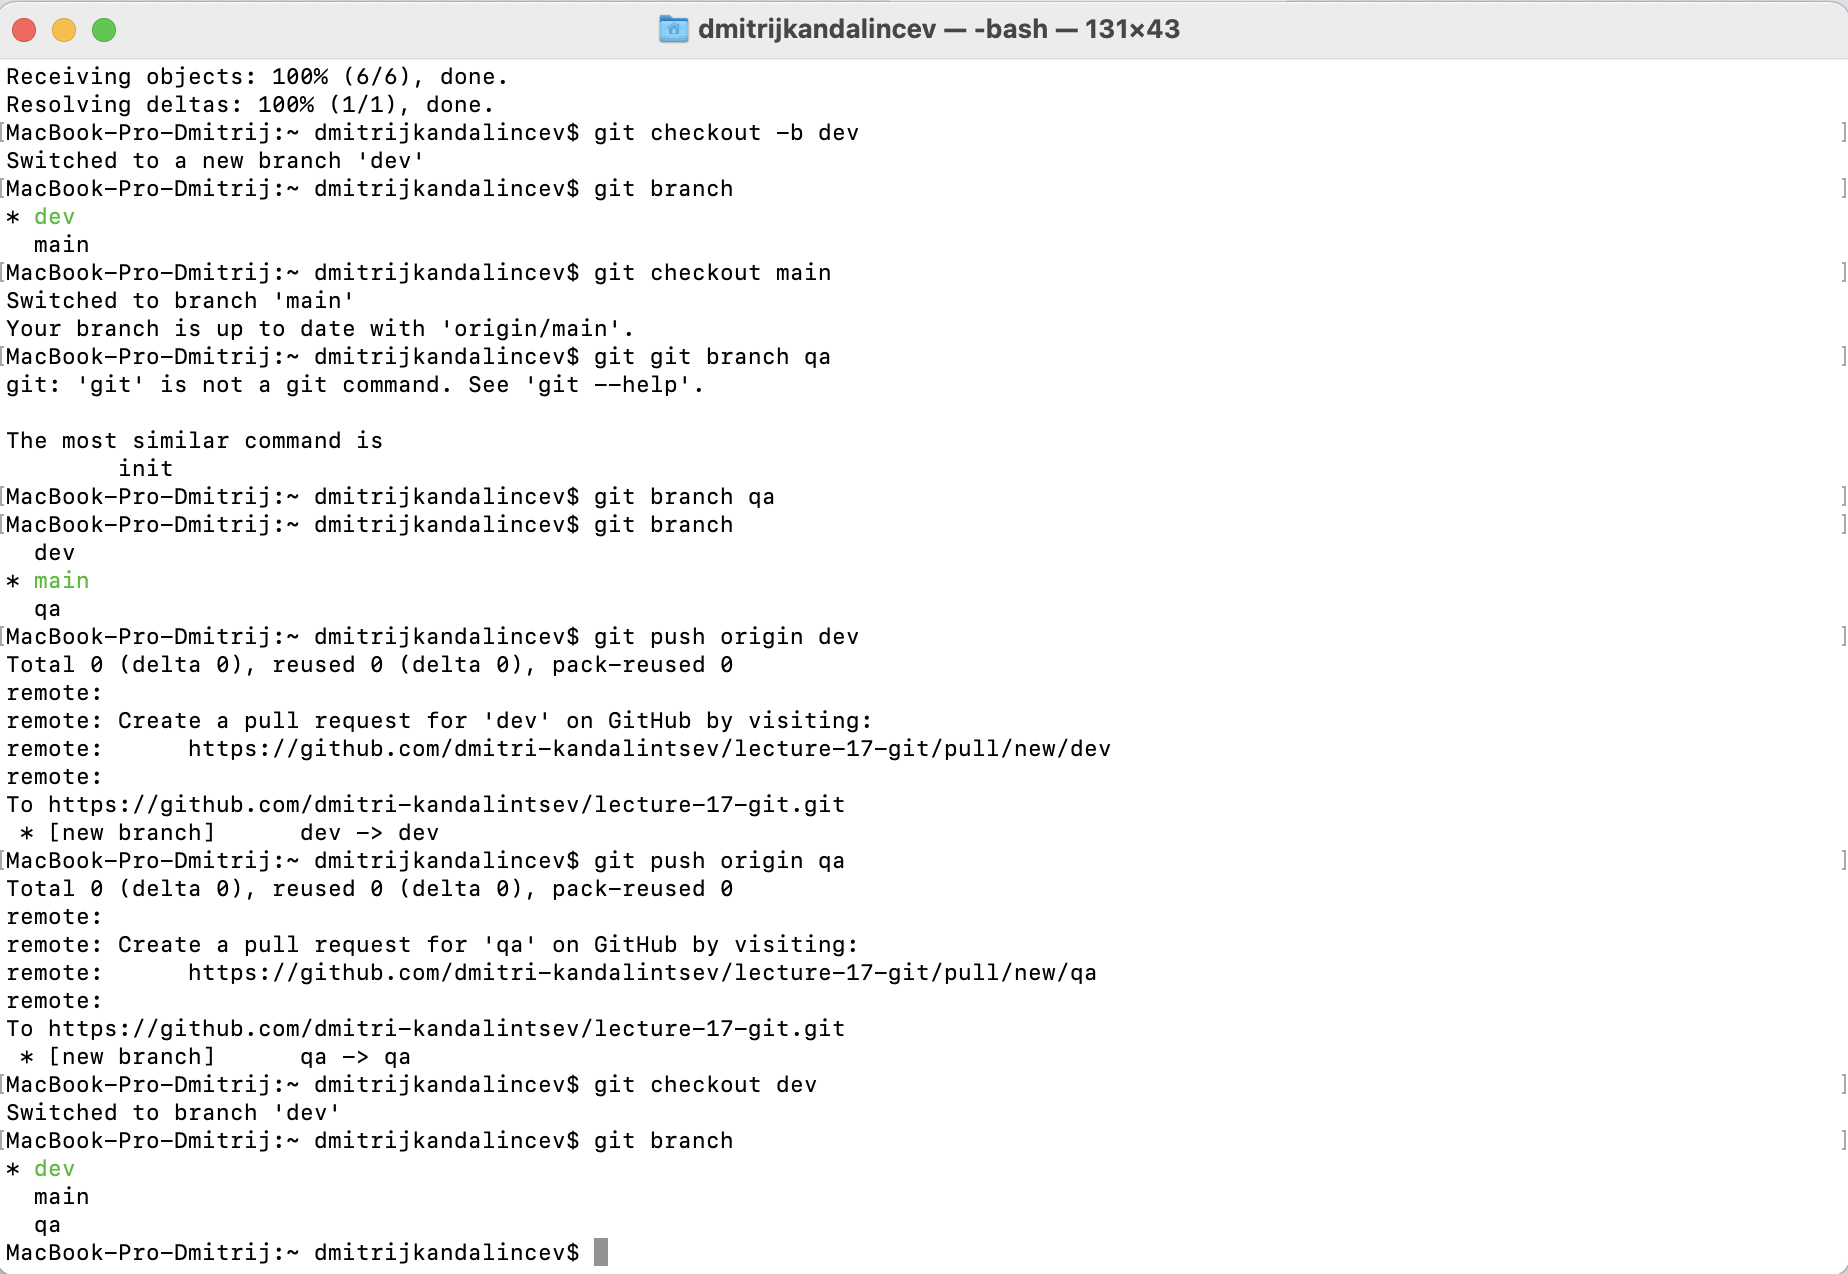 dmitrijkandalincev — -bash — 131×43
Receiving objects: 100% (6/6), done.
Resolving deltas: 100% (1/1), done.
[MacBook-Pro-Dmitrij:~ dmitrijkandalincev$ git checkout -b dev ]
Switched to a new branch 'dev'
[MacBook-Pro-Dmitrij:~ dmitrijkandalincev$ git branch ]
* dev
  main
[MacBook-Pro-Dmitrij:~ dmitrijkandalincev$ git checkout main ]
Switched to branch 'main'
Your branch is up to date with 'origin/main'.
[MacBook-Pro-Dmitrij:~ dmitrijkandalincev$ git git branch qa ]
git: 'git' is not a git command. See 'git --help'.

The most similar command is
        init
[MacBook-Pro-Dmitrij:~ dmitrijkandalincev$ git branch qa ]
[MacBook-Pro-Dmitrij:~ dmitrijkandalincev$ git branch ]
  dev
* main
  qa
[MacBook-Pro-Dmitrij:~ dmitrijkandalincev$ git push origin dev ]
Total 0 (delta 0), reused 0 (delta 0), pack-reused 0
remote:
remote: Create a pull request for 'dev' on GitHub by visiting:
remote:      https://github.com/dmitri-kandalintsev/lecture-17-git/pull/new/dev
remote:
To https://github.com/dmitri-kandalintsev/lecture-17-git.git
 * [new branch]      dev -> dev
[MacBook-Pro-Dmitrij:~ dmitrijkandalincev$ git push origin qa ]
Total 0 (delta 0), reused 0 (delta 0), pack-reused 0
remote:
remote: Create a pull request for 'qa' on GitHub by visiting:
remote:      https://github.com/dmitri-kandalintsev/lecture-17-git/pull/new/qa
remote:
To https://github.com/dmitri-kandalintsev/lecture-17-git.git
 * [new branch]      qa -> qa
[MacBook-Pro-Dmitrij:~ dmitrijkandalincev$ git checkout dev ]
Switched to branch 'dev'
[MacBook-Pro-Dmitrij:~ dmitrijkandalincev$ git branch ]
* dev
  main
  qa
MacBook-Pro-Dmitrij:~ dmitrijkandalincev$